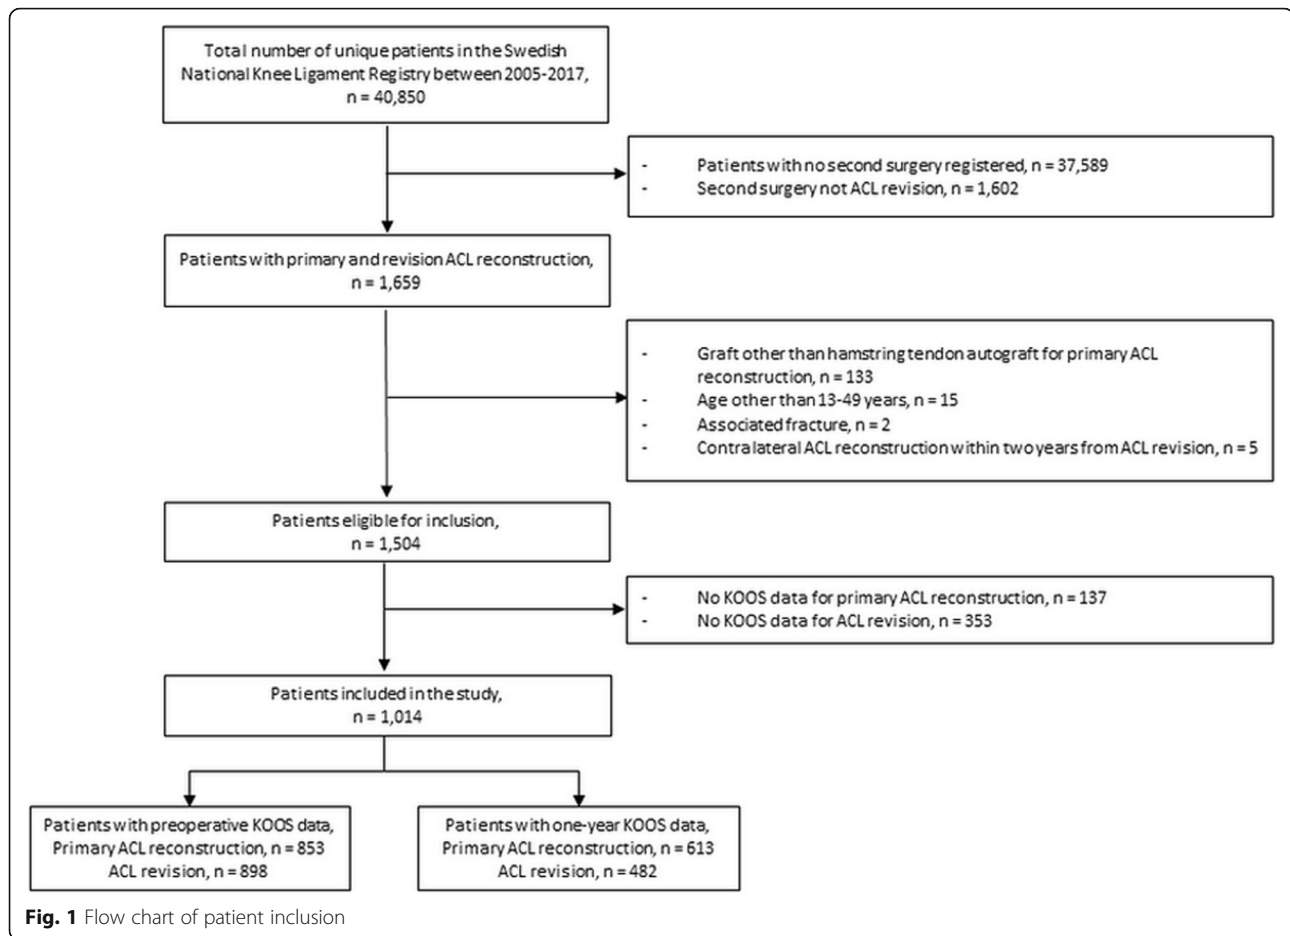 Total number of unique patients in the Swedish
National Knee Ligament Registry between 2005-2017,
n = 40,850
- Patients with no second surgery registered, n = 37,589
- Second surgery not ACL revision, n = 1,602
Patients with primary and revision ACL reconstruction,
n = 1,659
- Graft other than hamstring tendon autograft for primary ACL
reconstruction, n = 133
- Age other than 13-49 years, n = 15
- Associated fracture, n = 2
- Contralateral ACL reconstruction within two years from ACL revision, n = 5
Patients eligible for inclusion,
n = 1,504
- No KOOS data for primary ACL reconstruction, n = 137
- No KOOS data for ACL revision, n = 353
Patients included in the study,
n = 1,014
Patients with preoperative KOOS data,
Primary ACL reconstruction, n = 853
ACL revision, n = 898
Patients with one-year KOOS data,
Primary ACL reconstruction, n = 613
ACL revision, n = 482
Fig. 1 Flow chart of patient inclusion